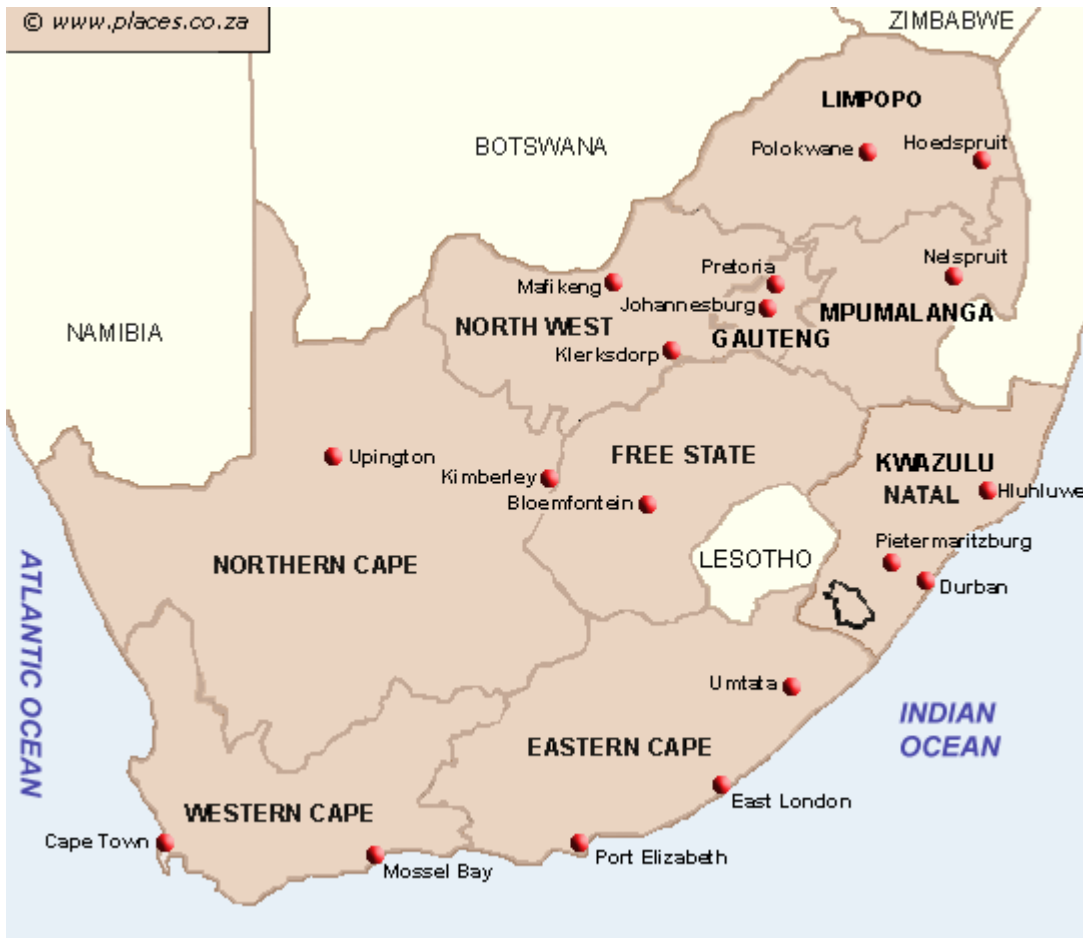 © www.places.co.za
ZIMBABWE
LIMPOPO
BOTSWANA
Polokwane
Hoedspruit
Pretoria
Nelspruit
Mafikeng
Johannesburg
MPUMALANGA
NAMIBIA
NORTH WEST
GAUTENG
Klerksdorp
Upington
FREE STATE
KWAZULU
NATAL
Kimberley
Hluhluwe
Bloemfontein
Pietermaritzburg
LESOTHO
NORTHERN CAPE
Durban
ATLANTIC OCEAN
Umtata
INDIAN
OCEAN
EASTERN CAPE
East London
WESTERN CAPE
Cape Town
Port Elizabeth
Mossel Bay